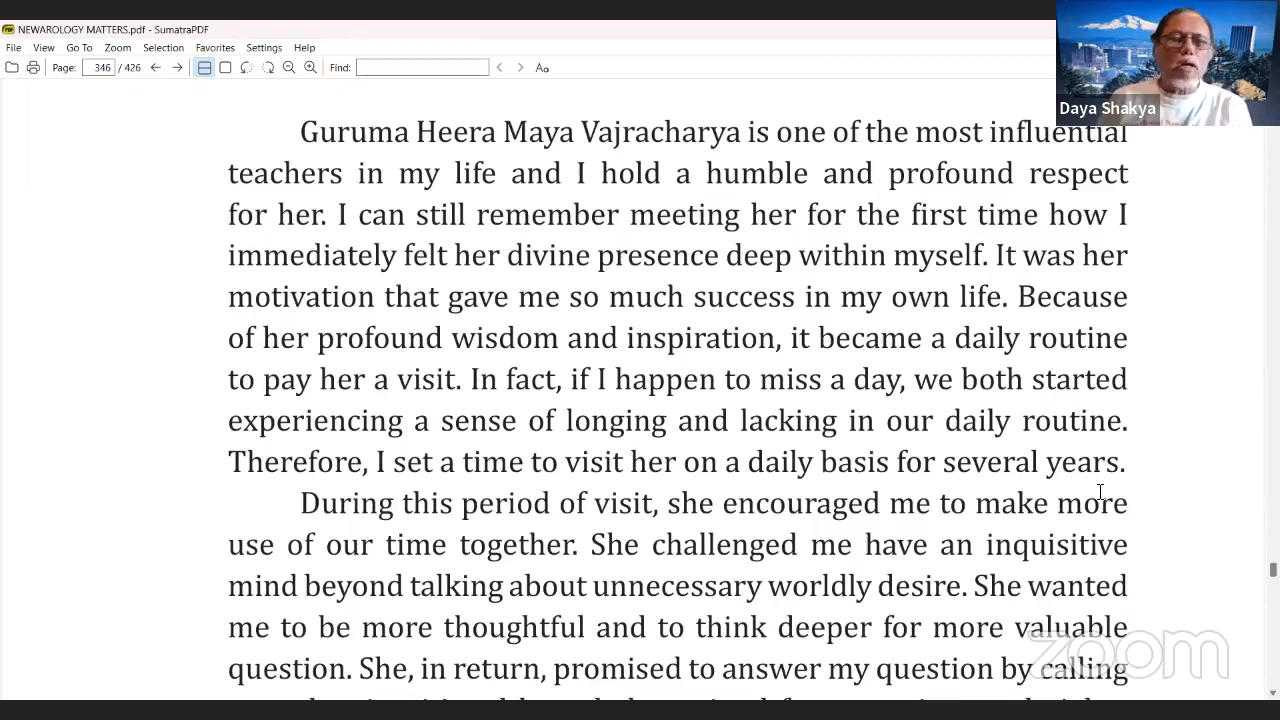 NEWAROLOGY MATTERS.pdf - SumatraPDF
File View Go To Zoom Selection Favorites Settings Help
Page: 346 / 426 Find: Aa
Daya Shakya
Guruma Heera Maya Vajracharya is one of the most influential
teachers in my life and I hold a humble and profound respect
for her. I can still remember meeting her for the first time how I
immediately felt her divine presence deep within myself. It was her
motivation that gave me so much success in my own life. Because
of her profound wisdom and inspiration, it became a daily routine
to pay her a visit. In fact, if I happen to miss a day, we both started
experiencing a sense of longing and lacking in our daily routine.
Therefore, I set a time to visit her on a daily basis for several years.
During this period of visit, she encouraged me to make more
use of our time together. She challenged me have an inquisitive
mind beyond talking about unnecessary worldly desire. She wanted
me to be more thoughtful and to think deeper for more valuable
question. She, in return, promised to answer my question by calling
zoom